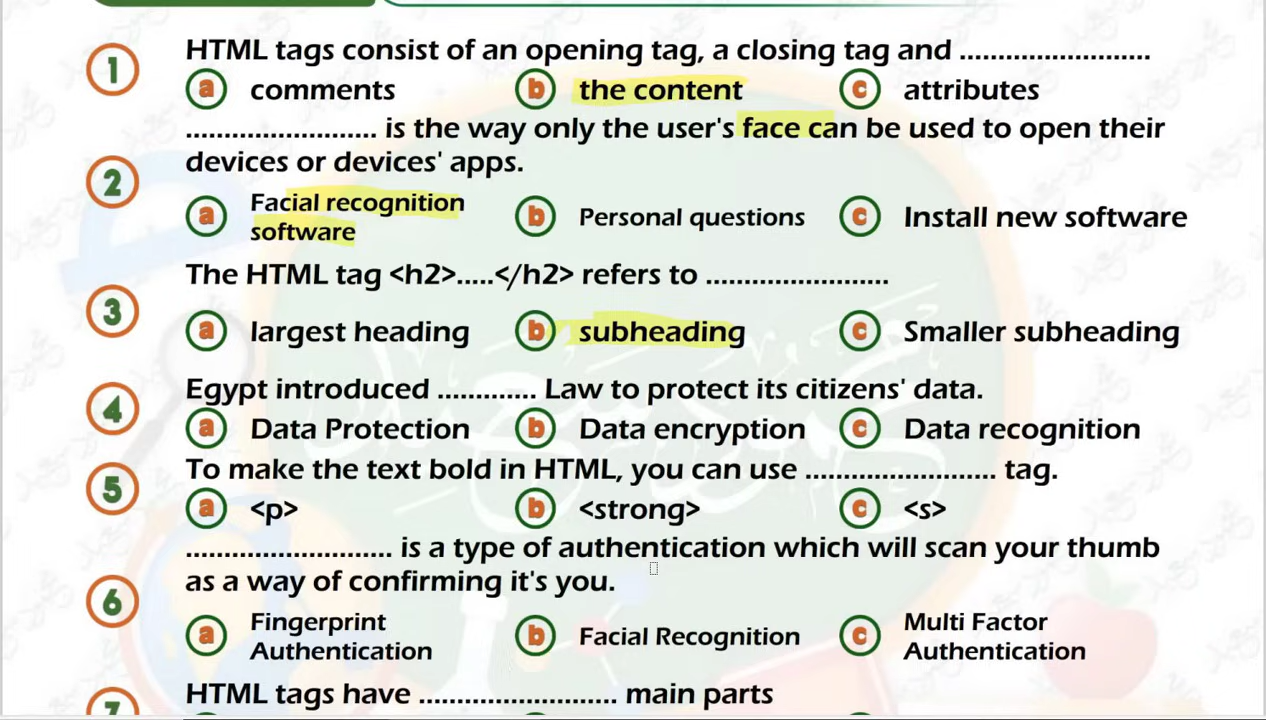 1 HTML tags consist of an opening tag, a closing tag and .........................
a comments b the content c attributes
......................... is the way only the user's face can be used to open their
2 devices or devices' apps.
a Facial recognition software b Personal questions c Install new software
The HTML tag <h2>.....</h2> refers to ........................
3 a largest heading b subheading c Smaller subheading
4 Egypt introduced ............. Law to protect its citizens' data.
a Data Protection b Data encryption c Data recognition
5 To make the text bold in HTML, you can use ......................... tag.
a <p> b <strong> c <s>
........................... is a type of authentication which will scan your thumb
6 as a way of confirming it's you.
a Fingerprint Authentication b Facial Recognition c Multi Factor Authentication
7 HTML tags have .......................... main parts